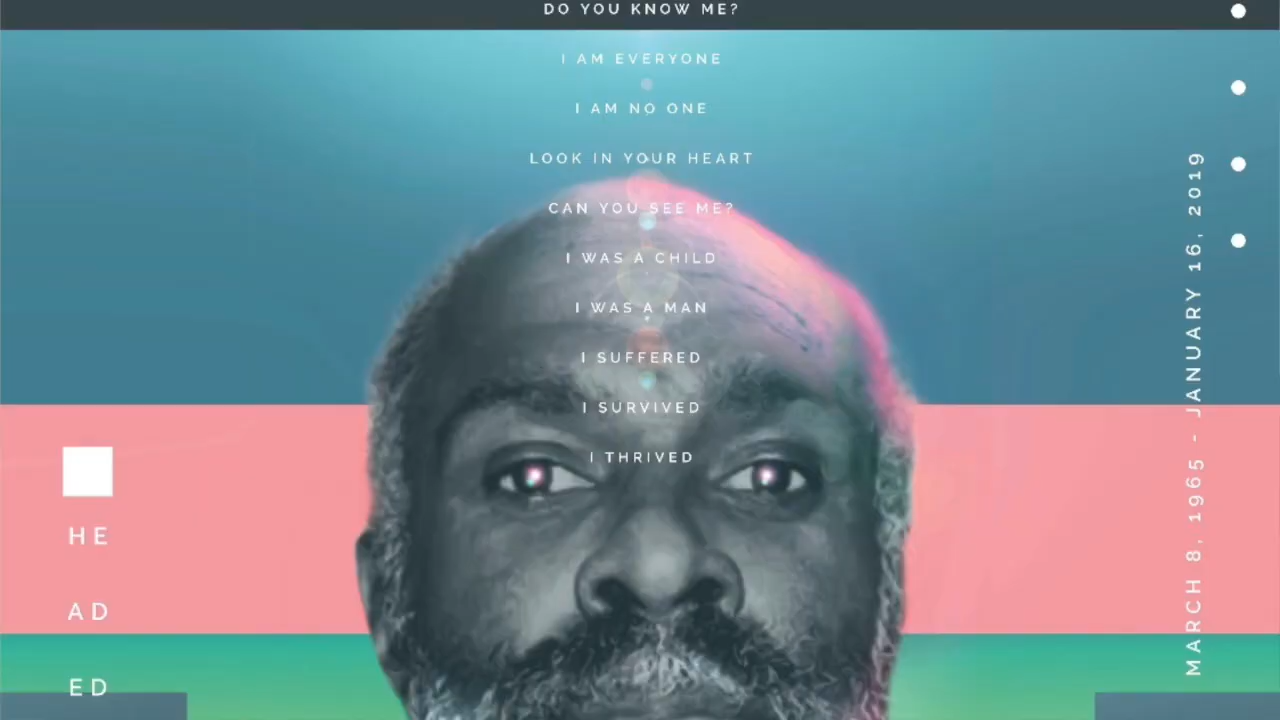 DO YOU KNOW ME?
I AM EVERYONE
I AM NO ONE
LOOK IN YOUR HEART
CAN YOU SEE ME?
I WAS A CHILD
I WAS A MAN
I SUFFERED
I SURVIVED
I THRIVED
HE
AD
ED
MARCH 8, 1965 - JANUARY 16, 2019